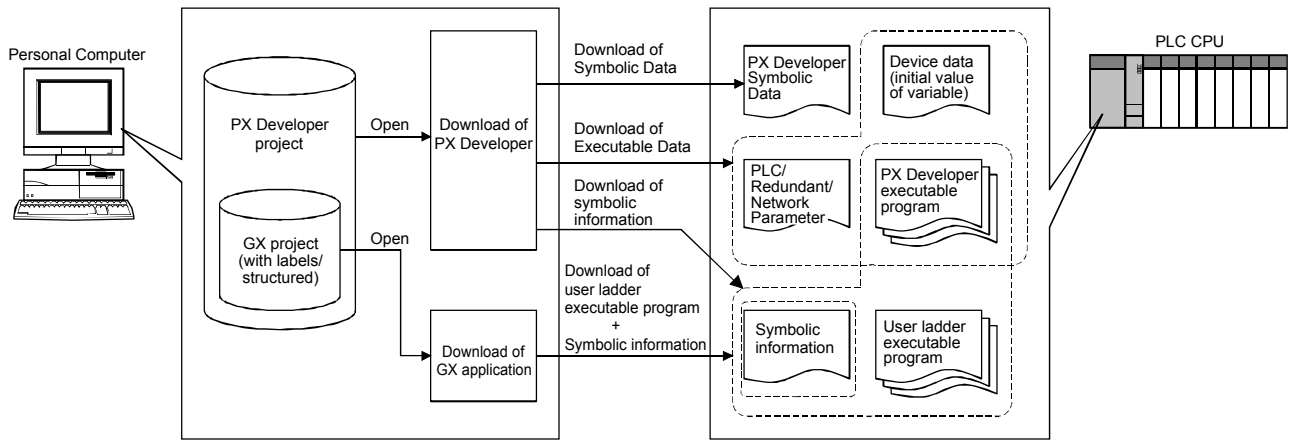 Personal Computer
PX Developer
project
GX project
(with labels/
structured)
Open
Open
Download of
PX Developer
Download of
GX application
Download of
Symbolic Data
Download of
Executable Data
Download of
symbolic
information
Download of
user ladder
executable program
+
Symbolic information
PX Developer
Symbolic
Data
Device data
(initial value
of variable)
PLC/
Redundant/
Network
Parameter
PX Developer
executable
program
Symbolic
information
User ladder
executable
program
PLC CPU